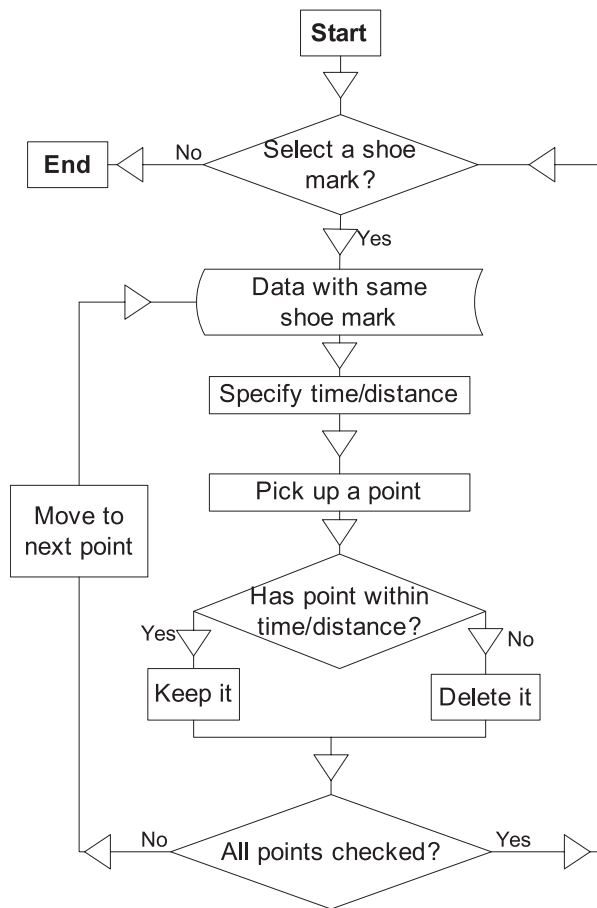 Start
Select a shoe
mark?
No
End
Yes
Data with same
shoe mark
Specify time/distance
Pick up a point
Move to
next point
Has point within
time/distance?
Yes
No
Keep it
Delete it
All points checked?
No
Yes